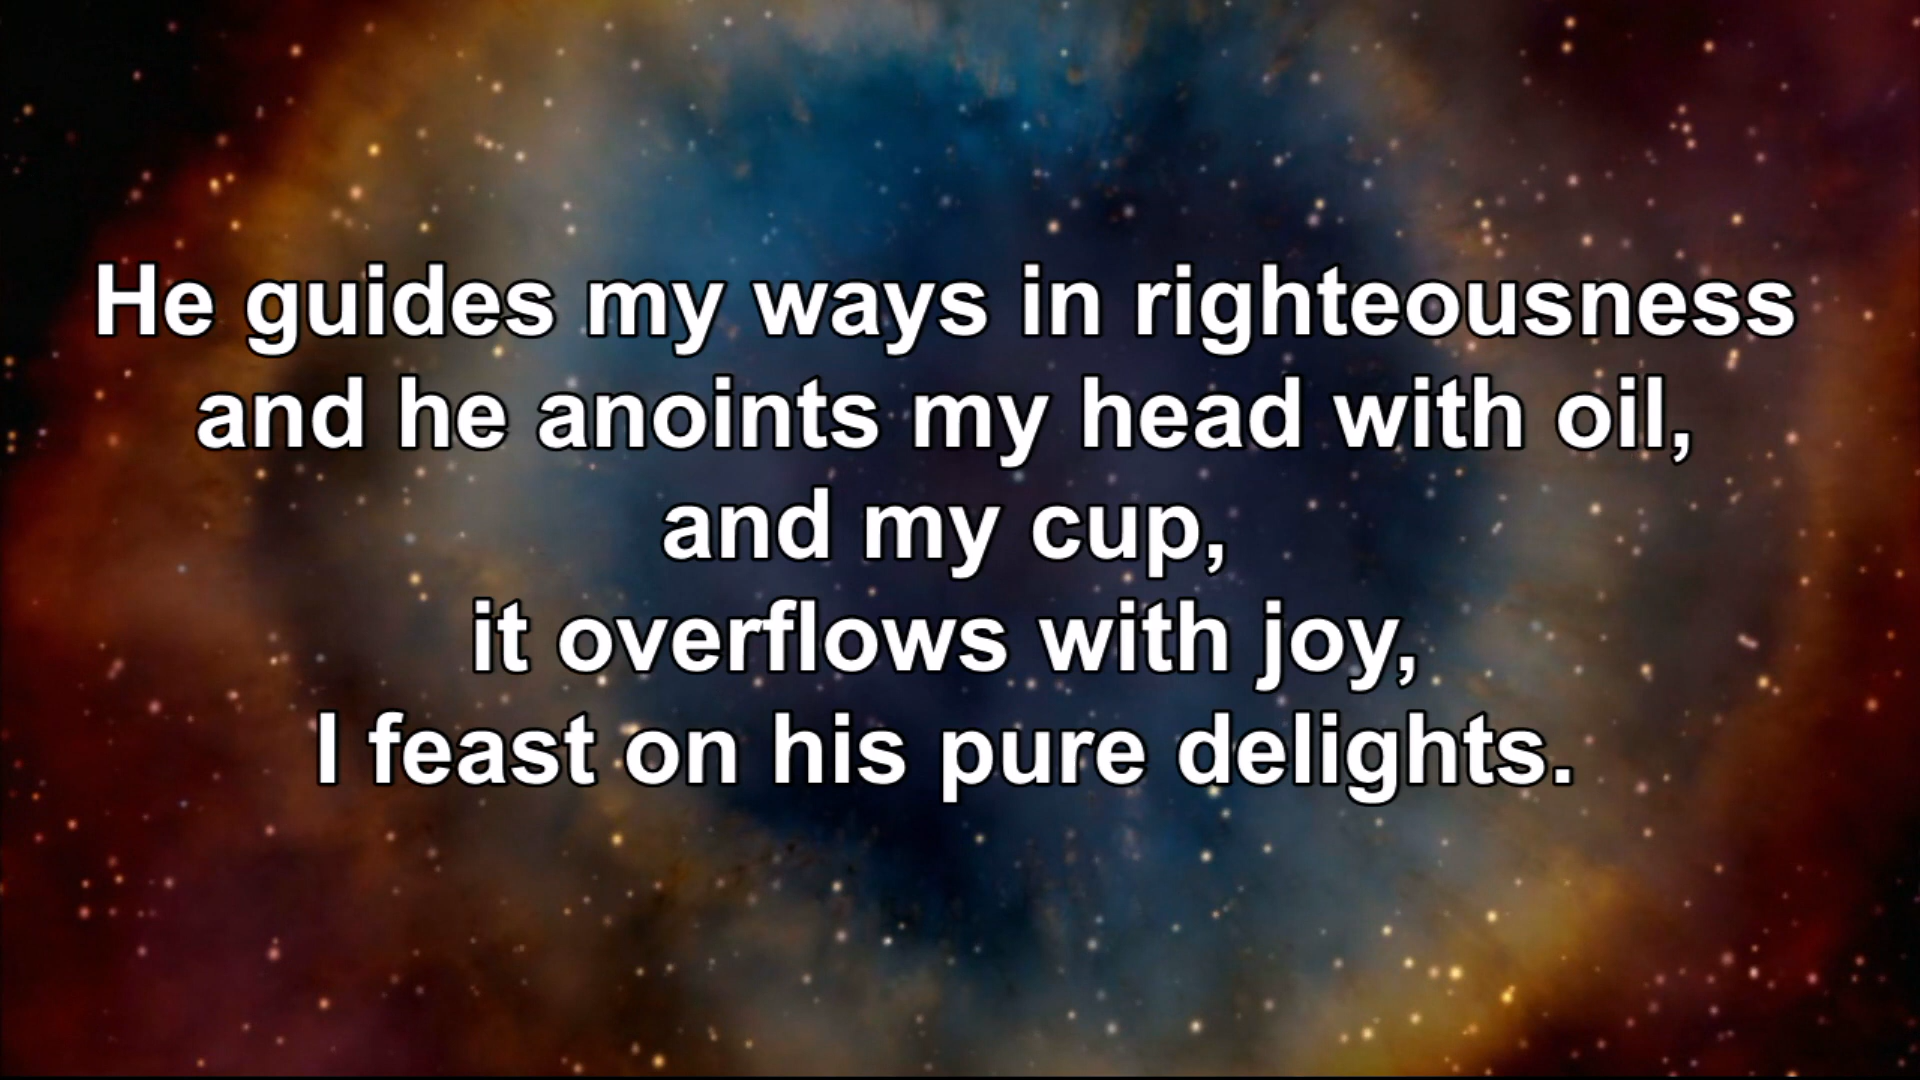 He guides my ways in righteousness
and he anoints my head with oil,
and my cup,
it overflows with joy,
I feast on his pure delights.